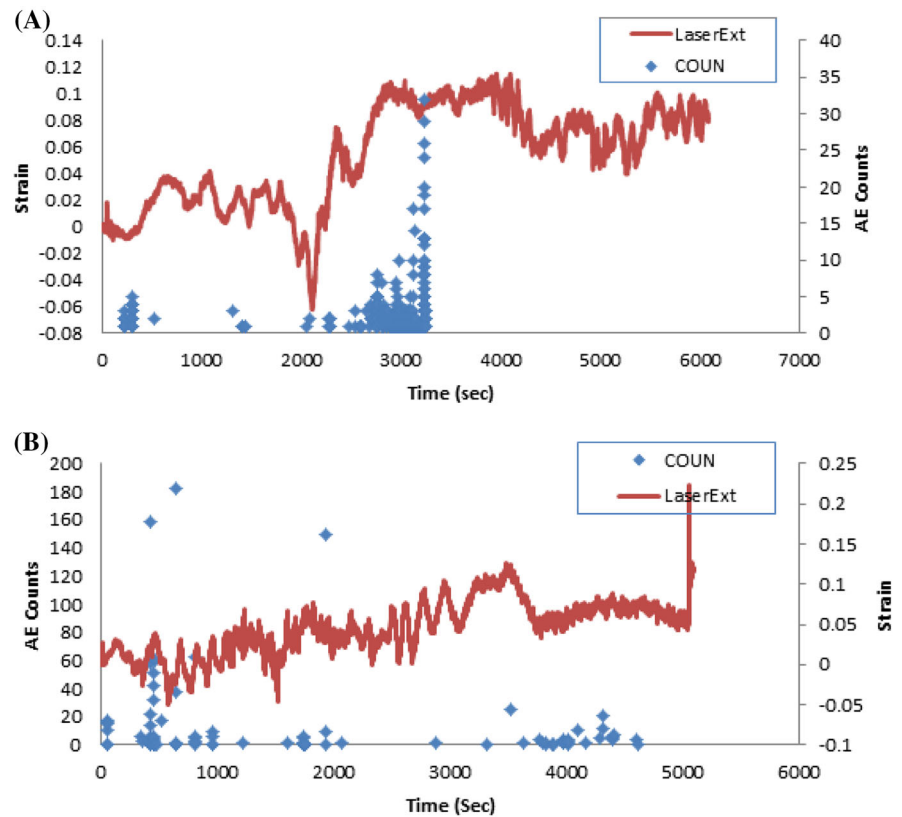 (A)
LaserExt
COUN
0.14
0.12
0.1
0.08
0.06
0.04
0.02
0
-0.02
-0.04
-0.06
-0.08
Strain
40
35
30
25
20
15
10
5
0
AE Counts
0 1000 2000 3000 4000 5000 6000 7000
Time (sec)
(B)
COUN
LaserExt
200
180
160
140
120
100
80
60
40
20
0
AE Counts
0.25
0.2
0.15
0.1
0.05
0
-0.05
-0.1
Strain
0 1000 2000 3000 4000 5000 6000
Time (Sec)